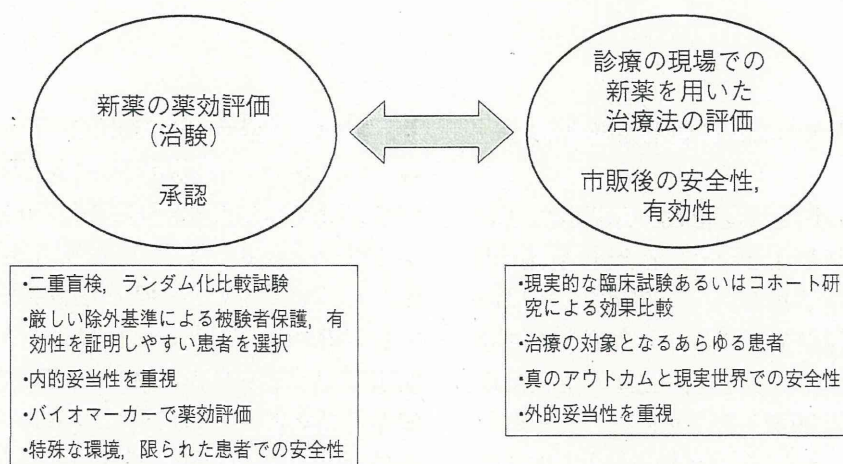 新薬の薬効評価
(治験)
承認
診療の現場での
新薬を用いた
治療法の評価
市販後の安全性,
有効性
・二重盲検,ランダム化比較試験
・厳しい除外基準による被験者保護,有
効性を証明しやすい患者を選択
・内的妥当性を重視
・バイオマーカーで薬効評価
・特殊な環境,限られた患者での安全性
・現実的な臨床試験あるいはコホート研
究による効果比較
・治療の対象となるあらゆる患者
・真のアウトカムと現実世界での安全性
・外的妥当性を重視